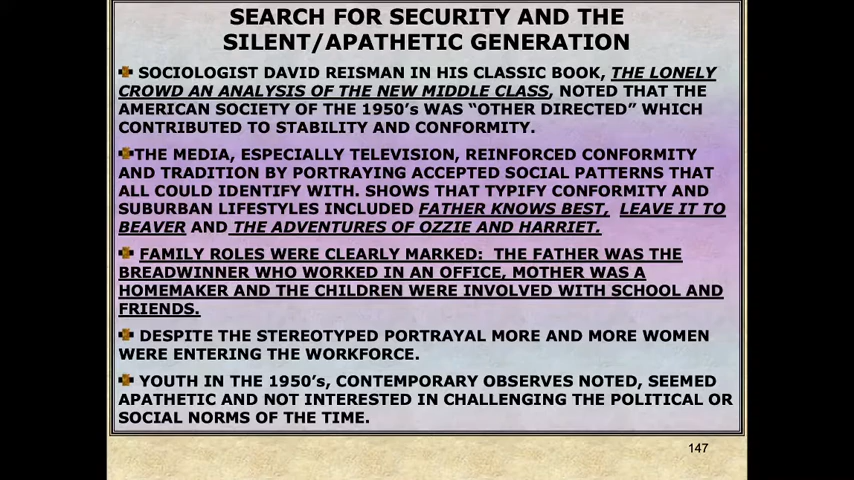 SEARCH FOR SECURITY AND THE
SILENT/APATHETIC GENERATION
SOCIOLOGIST DAVID REISMAN IN HIS CLASSIC BOOK, THE LONELY
CROWD AN ANALYSIS OF THE NEW MIDDLE CLASS, NOTED THAT THE
AMERICAN SOCIETY OF THE 1950's WAS “OTHER DIRECTED” WHICH
CONTRIBUTED TO STABILITY AND CONFORMITY.
THE MEDIA, ESPECIALLY TELEVISION, REINFORCED CONFORMITY
AND TRADITION BY PORTRAYING ACCEPTED SOCIAL PATTERNS THAT
ALL COULD IDENTIFY WITH. SHOWS THAT TYPIFY CONFORMITY AND
SUBURBAN LIFESTYLES INCLUDED FATHER KNOWS BEST, LEAVE IT TO
BEAVER AND THE ADVENTURES OF OZZIE AND HARRIET.
FAMILY ROLES WERE CLEARLY MARKED: THE FATHER WAS THE
BREADWINNER WHO WORKED IN AN OFFICE, MOTHER WAS A
HOMEMAKER AND THE CHILDREN WERE INVOLVED WITH SCHOOL AND
FRIENDS.
DESPITE THE STEREOTYPED PORTRAYAL MORE AND MORE WOMEN
WERE ENTERING THE WORKFORCE.
YOUTH IN THE 1950's, CONTEMPORARY OBSERVES NOTED, SEEMED
APATHETIC AND NOT INTERESTED IN CHALLENGING THE POLITICAL OR
SOCIAL NORMS OF THE TIME.
147